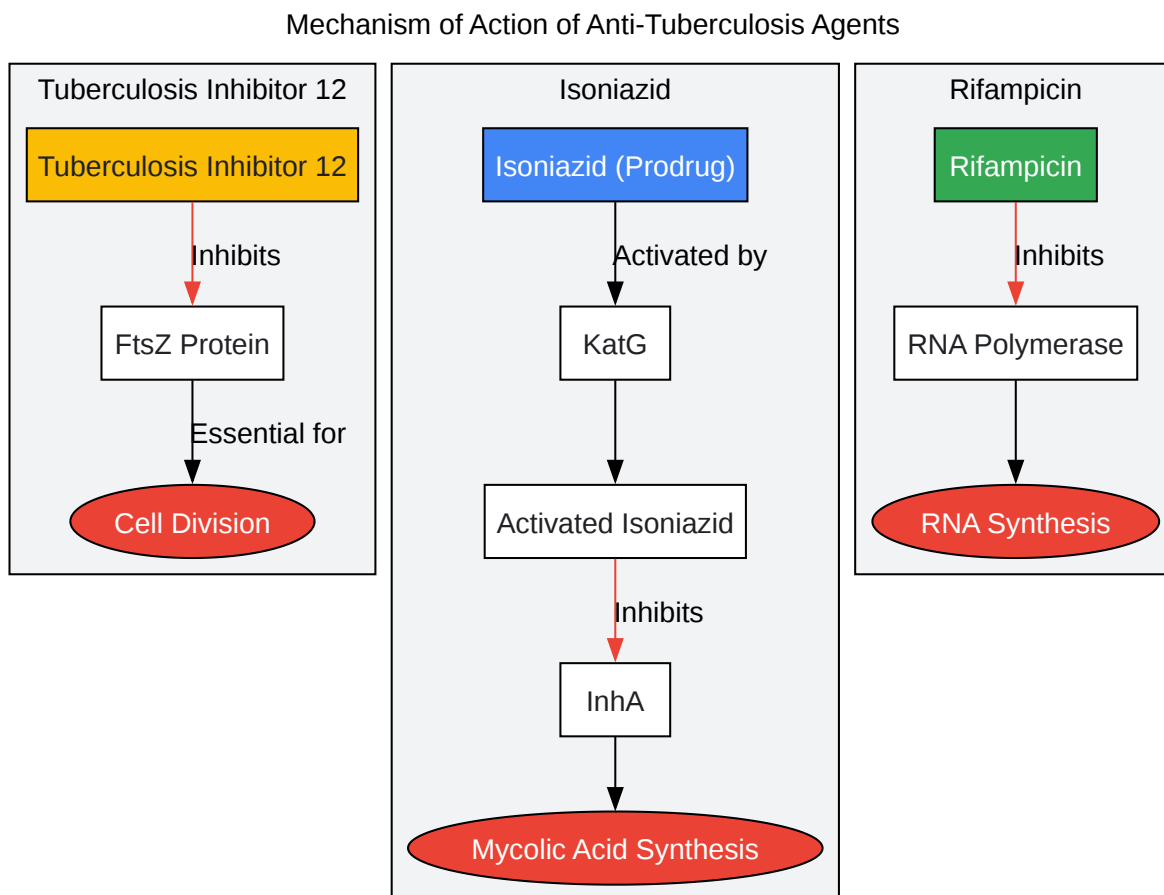 Mechanism of Action of Anti-Tuberculosis Agents
Tuberculosis Inhibitor 12
Tuberculosis Inhibitor 12
Inhibits
FtsZ Protein
Essential for
Cell Division
Isoniazid
Isoniazid (Prodrug)
Activated by
KatG
Activated Isoniazid
Inhibits
InhA
Mycolic Acid Synthesis
Rifampicin
Rifampicin
Inhibits
RNA Polymerase
RNA Synthesis